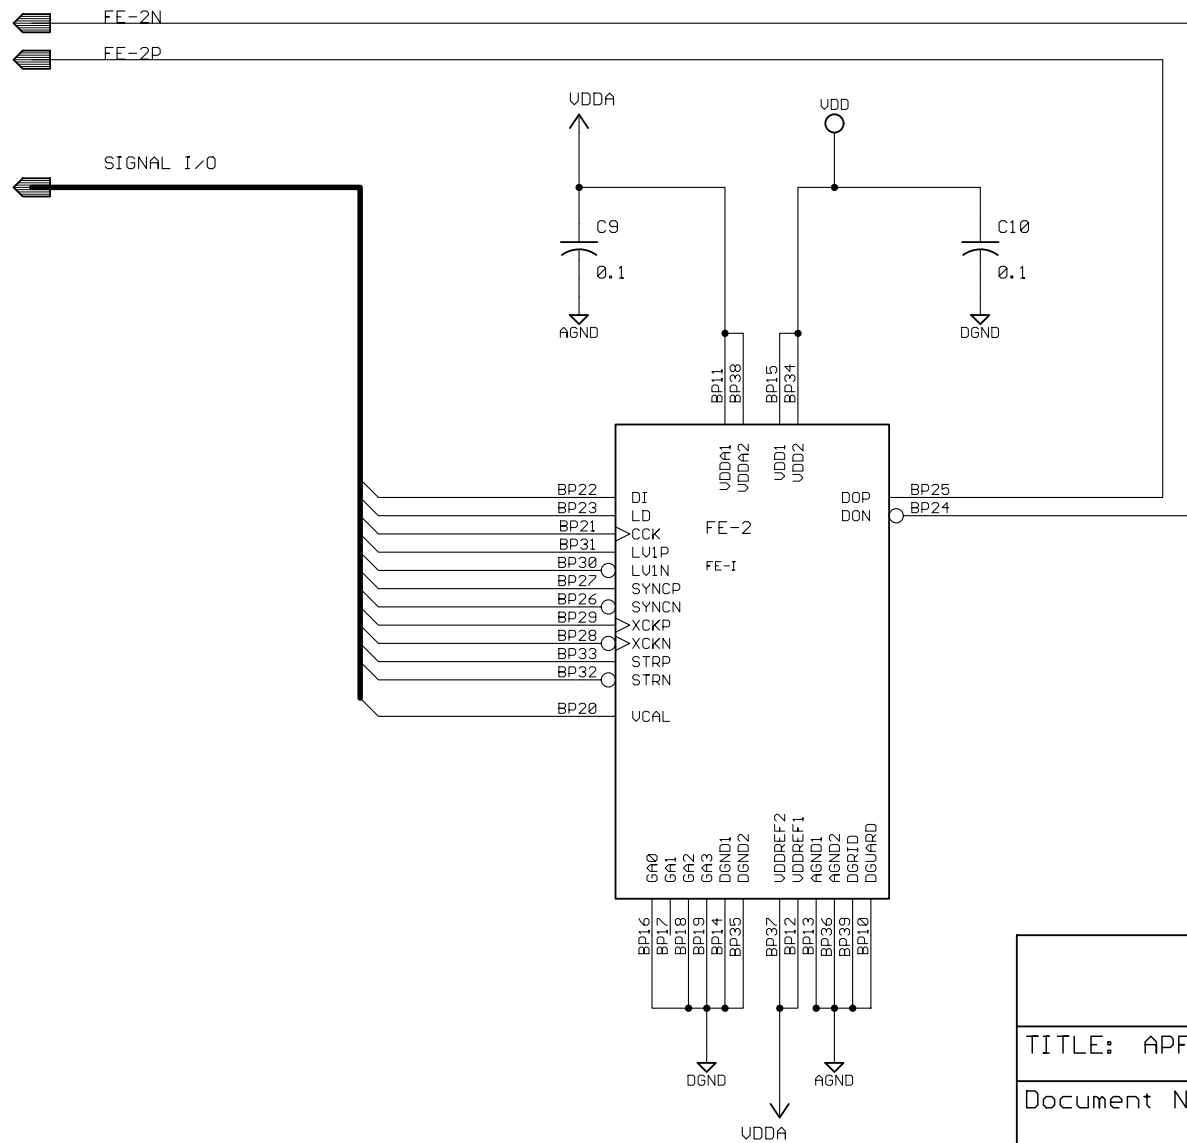 FE-2N
FE-2P
SIGNAL I/O
VDDA
VDD
C9
0.1
AGND
C10
0.1
DGND
BP11
BP38
BP15
BP34
VDDA1
VDDA2
VDD1
VDD2
BP22 DI
BP23 LD
BP21 CCK
BP31 LV1P
BP30 LV1N
BP27 SYNCP
BP26 SYNCN
BP29 XCKP
BP28 XCKN
BP33 STRP
BP32 STRN
BP20 VCAL
FE-2
FE-I
DOP BP25
DON BP24
GA0
GA1
GA2
GA3
DGND1
DGND2
VDDREF2
VDDREF1
AGND1
AGND2
DGRID
DGUARD
BP16
BP17
BP18
BP19
BP14
BP35
BP37
BP12
BP13
BP36
BP39
BP10
DGND
AGND
VDDA
TITLE:
Document N